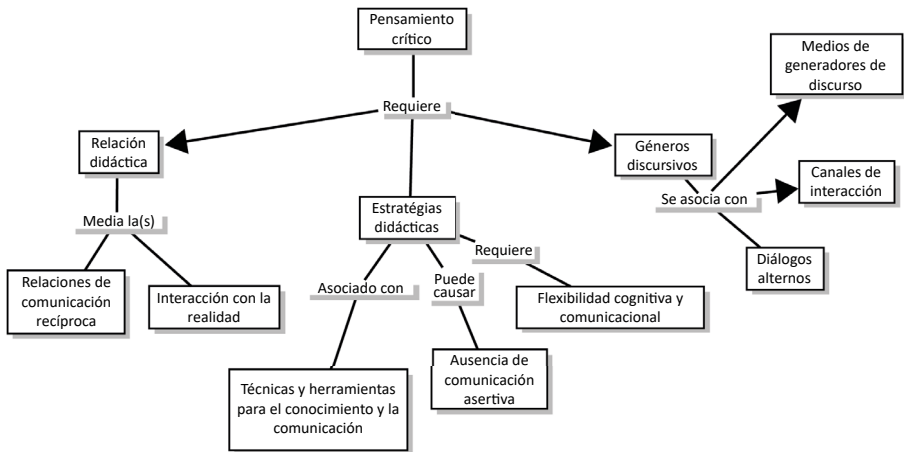 Pensamiento
crítico
Medios de
generadores de
discurso
Requiere
Relación
didáctica
Géneros
discursivos
Canales de
interacción
Se asocia con
Estratégias
didácticas
Media la(s)
Requiere
Diálogos
alternos
Relaciones de
comunicación
recíproca
Interacción con la
realidad
Asociado con
Puede
causar
Flexibilidad cognitiva y
comunicacional
Técnicas y herramientas
para el conocimiento y la
comunicación
Ausencia de
comunicación
asertiva